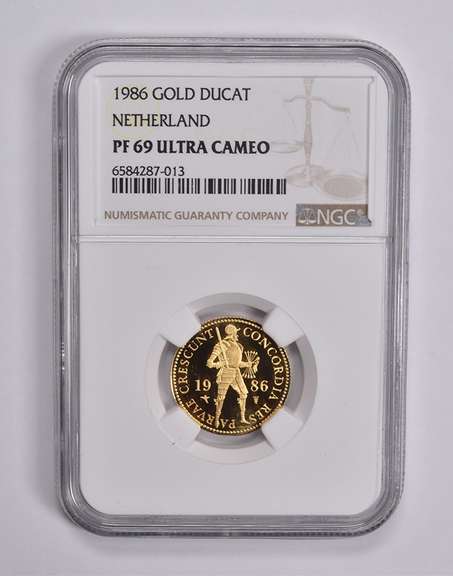 1986 GOLD DUCAT
NETHERLAND
PF 69 ULTRA CAMEO
6584287-013
NUMISMATIC GUARANTY COMPANY NGC
CONCORDIA RES PARVAE CRESCUNT
19 86